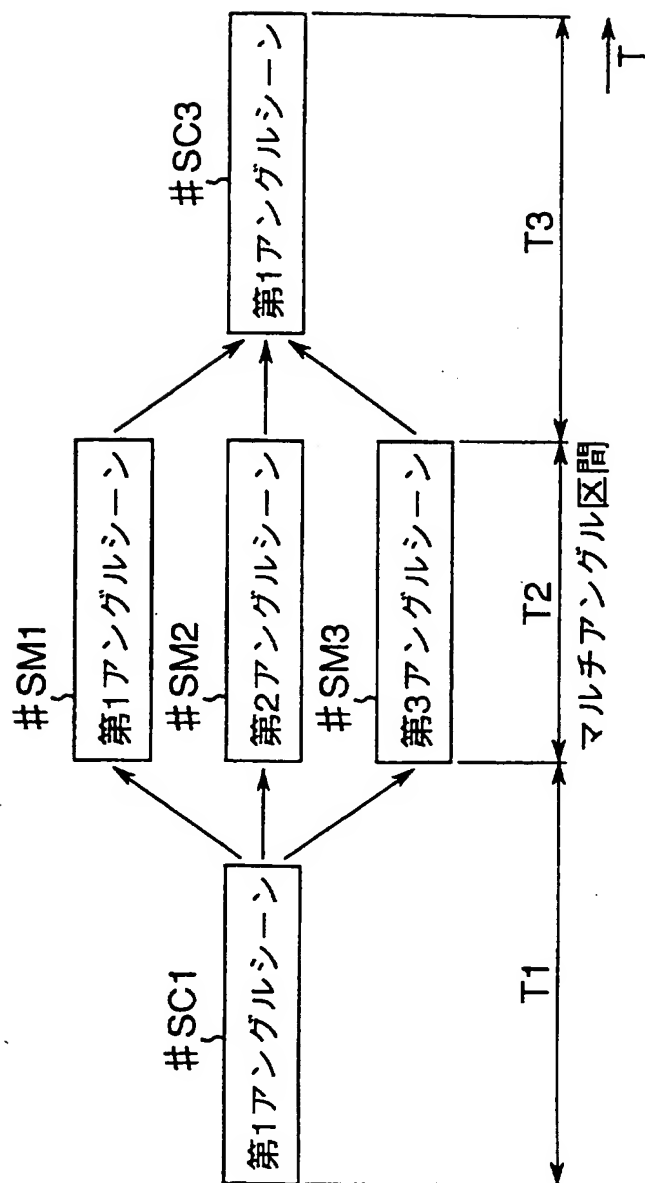 #SC1
第1アングルシーン
#SM1
第1アングルシーン
#SM2
第2アングルシーン
#SM3
第3アングルシーン
#SC3
第1アングルシーン
T1
T2
マルチアングル区間
T3
T